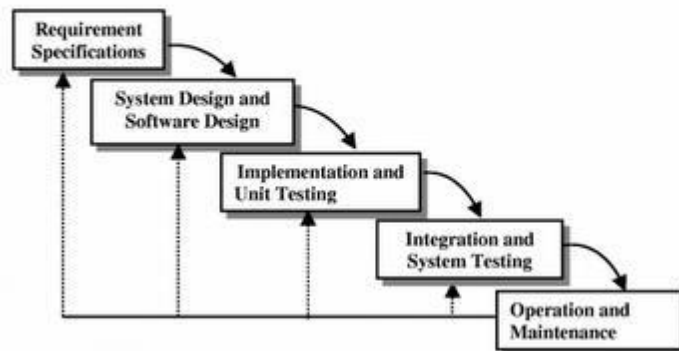 Requirement
Specifications
System Design and
Software Design
Implementation and
Unit Testing
Integration and
System Testing
Operation and
Maintenance